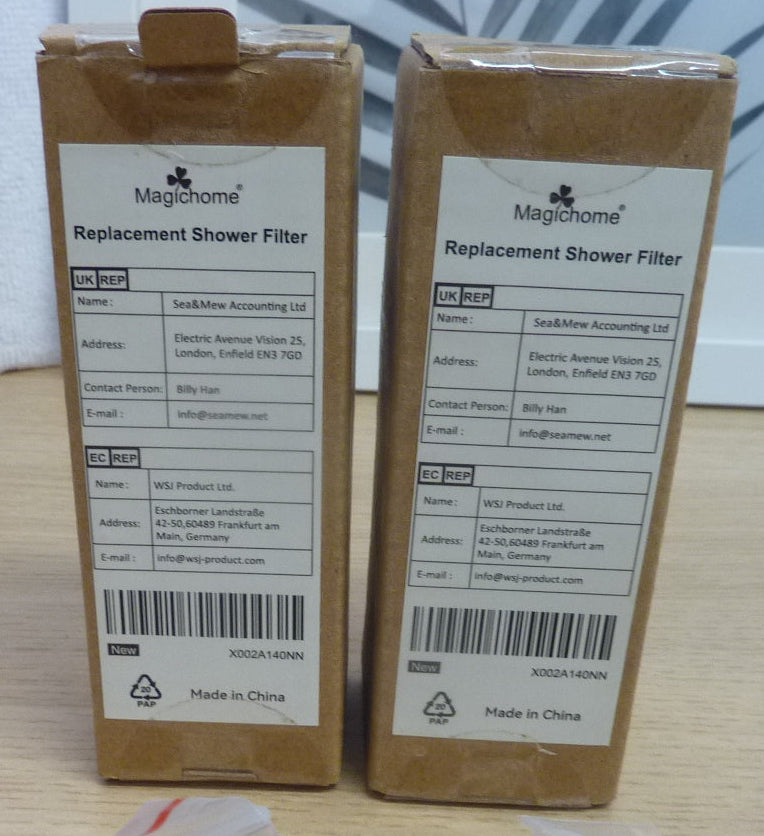 Magichome®
Replacement Shower Filter
UK REP
Name: Sea&Mew Accounting Ltd
Address: Electric Avenue Vision 25,
London, Enfield EN3 7GD
Contact Person: Billy Han
E-mail: info@seamew.net
EC REP
Name: WSJ Product Ltd.
Address: Eschborner Landstraße
42-50,60489 Frankfurt am
Main, Germany
E-mail: info@wsj-product.com
New
X002A140NN
20
PAP
Made in China
Magichome®
Replacement Shower Filter
UK REP
Name: Sea&Mew Accounting Ltd
Address: Electric Avenue Vision 25,
London, Enfield EN3 7GD
Contact Person: Billy Han
E-mail: info@seamew.net
EC REP
Name: WSJ Product Ltd.
Address: Eschborner Landstraße
42-50,60489 Frankfurt am
Main, Germany
E-mail: info@wsj-product.com
New
X002A140NN
20
PAP
Made in China